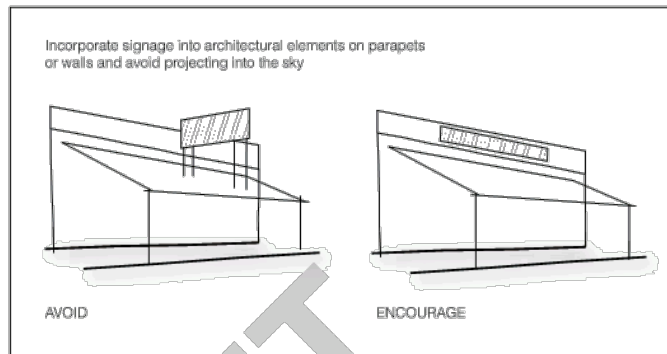 Incorporate signage into architectural elements on parapets
or walls and avoid projecting into the sky
AVOID
ENCOURAGE